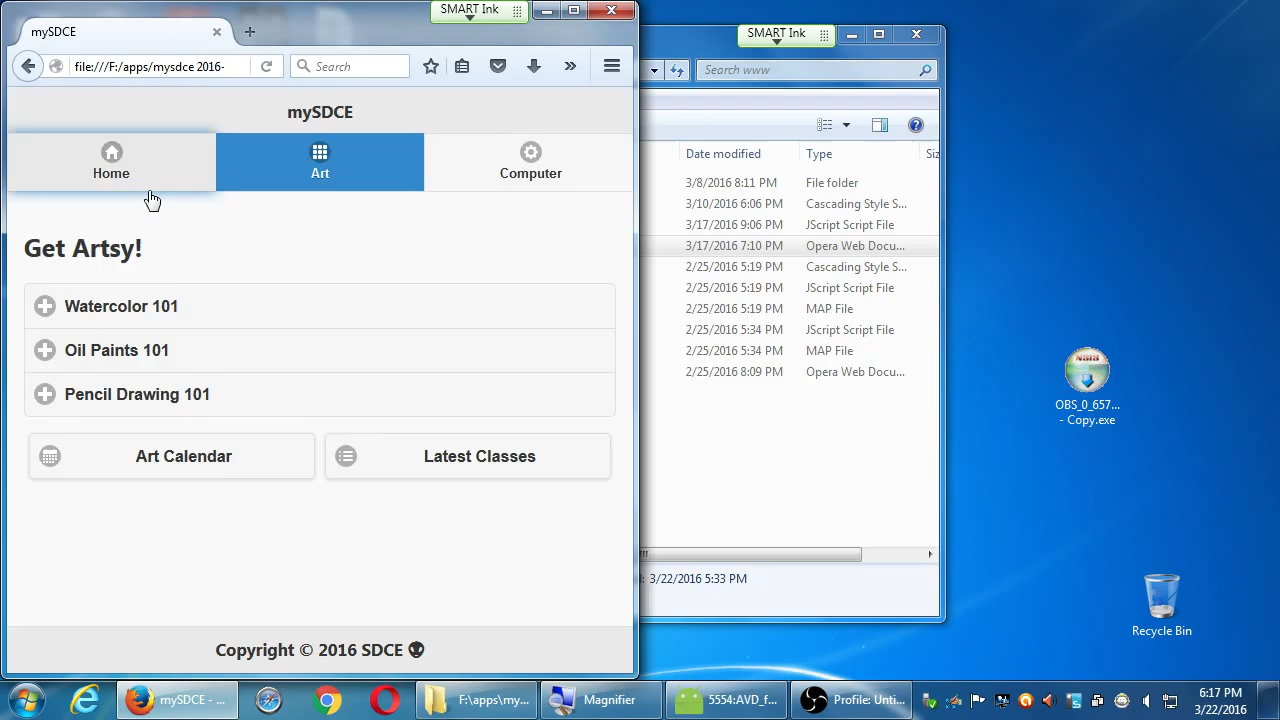 SMART Ink
mySDCE
file:///F:/apps/mysdce 2016-
Search
mySDCE
Home
Art
Computer
Get Artsy!
Watercolor 101
Oil Paints 101
Pencil Drawing 101
Art Calendar
Latest Classes
Copyright © 2016 SDCE
SMART Ink
Search www
Date modified
Type
Siz
3/8/2016 8:11 PM
File folder
3/10/2016 6:06 PM
Cascading Style S...
3/17/2016 9:06 PM
JScript Script File
3/17/2016 7:10 PM
Opera Web Docu...
2/25/2016 5:19 PM
Cascading Style S...
2/25/2016 5:19 PM
JScript Script File
2/25/2016 5:19 PM
MAP File
2/25/2016 5:34 PM
JScript Script File
2/25/2016 5:34 PM
MAP File
2/25/2016 8:09 PM
Opera Web Docu...
3/22/2016 5:33 PM
NSIS
OBS_0_657...
- Copy.exe
Recycle Bin
mySDCE - ...
F:\apps\my...
Magnifier
5554:AVD_f...
Profile: Unti...
6:17 PM
3/22/2016